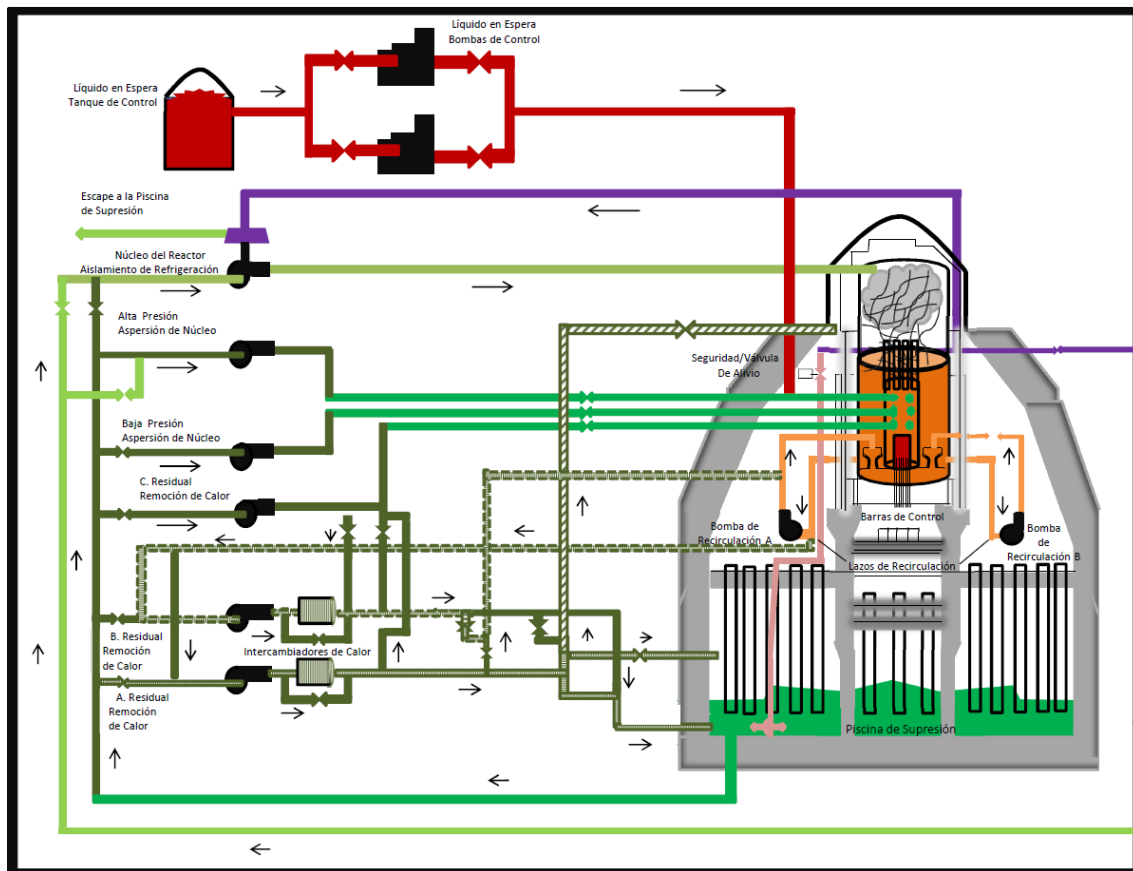 Líquido en Espera
Bombas de Control
Líquido en Espera
Tanque de Control
Escape a la Piscina
de Supresión
Núcleo del Reactor
Aislamiento de Refrigeración
Alta Presión
Aspersión de Núcleo
Seguridad/Válvula
De Alivio
Baja Presión
Aspersión de Núcleo
C. Residual
Remoción de Calor
Barras de Control
Bomba de
Recirculación A
Bomba
de
Recirculación B
Lazos de Recirculación
B. Residual
Remoción
de Calor
Intercambiadores de Calor
A. Residual
Remoción
de Calor
Piscina de Supresión